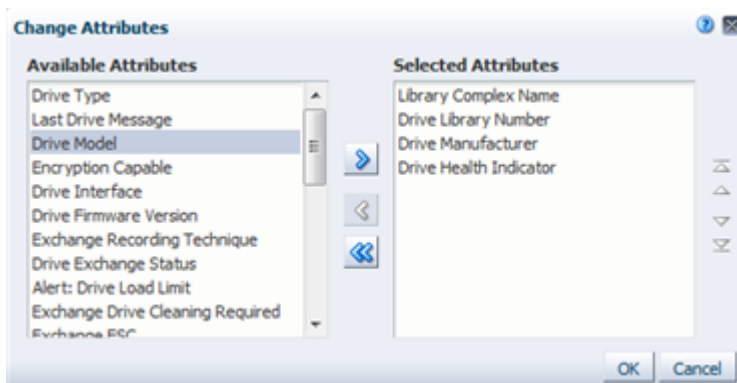 Change Attributes
Available Attributes
Drive Type
Last Drive Message
Drive Model
Encryption Capable
Drive Interface
Drive Firmware Version
Exchange Recording Technique
Drive Exchange Status
Alert: Drive Load Limit
Exchange Drive Cleaning Required
Exchange FSC
Selected Attributes
Library Complex Name
Drive Library Number
Drive Manufacturer
Drive Health Indicator
OK
Cancel